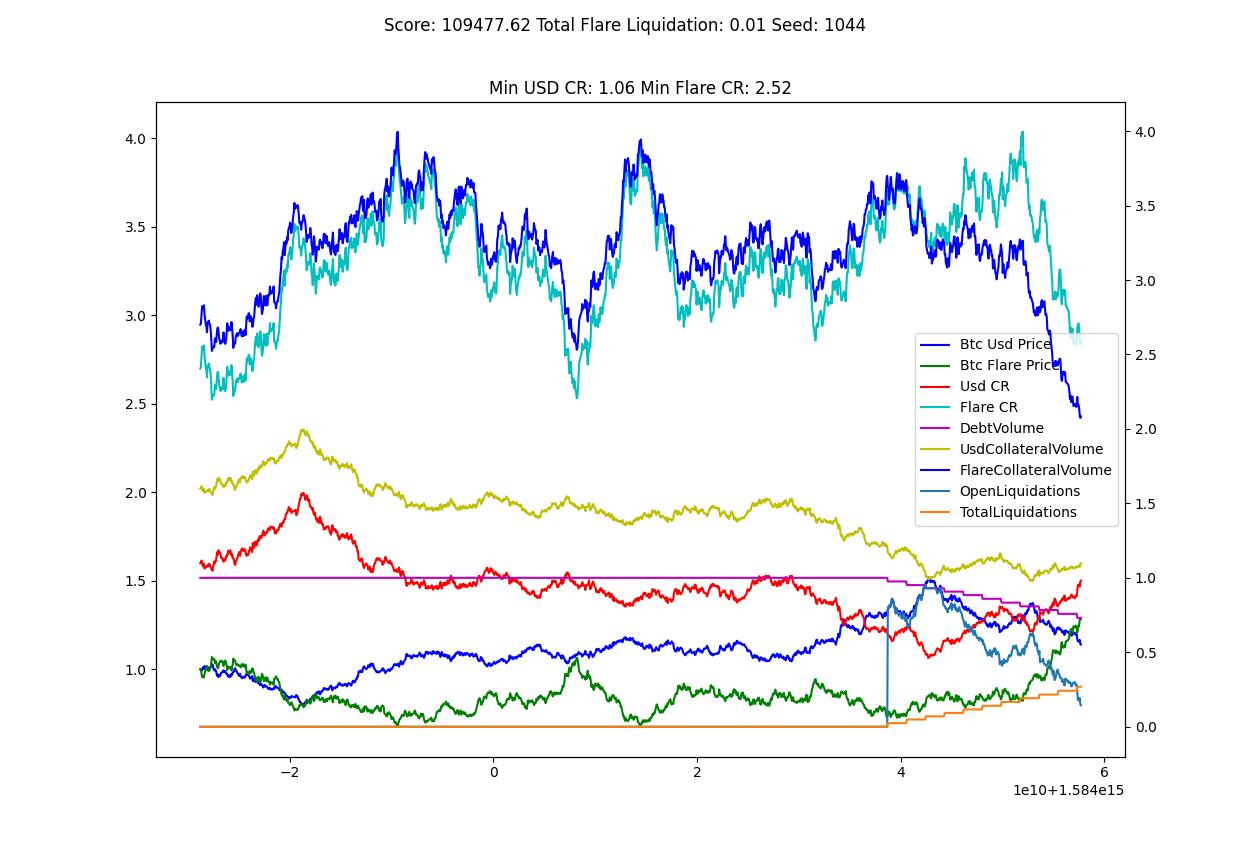 Score: 109477.62 Total Flare Liquidation: 0.01 Seed: 1044
Min USD CR: 1.06 Min Flare CR: 2.52
4.0
3.5
3.0
2.5
2.0
1.5
1.0
4.0
3.5
3.0
2.5
2.0
1.5
1.0
0.5
0.0
Btc Usd Price
Btc Flare Price
Usd CR
Flare CR
DebtVolume
UsdCollateralVolume
FlareCollateralVolume
OpenLiquidations
TotalLiquidations
−2 0 2 4 6
1e10+1.584e15